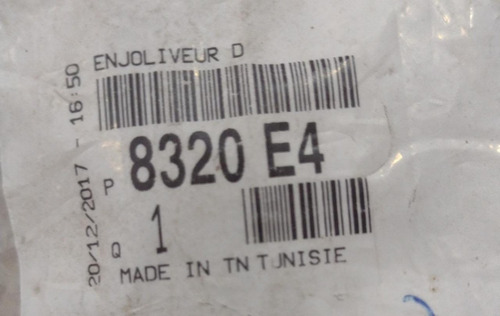 ENJOLIVEUR D
20/12/2017 - 16:50
P 8320 E4
Q 1
MADE IN TN TUNISIE